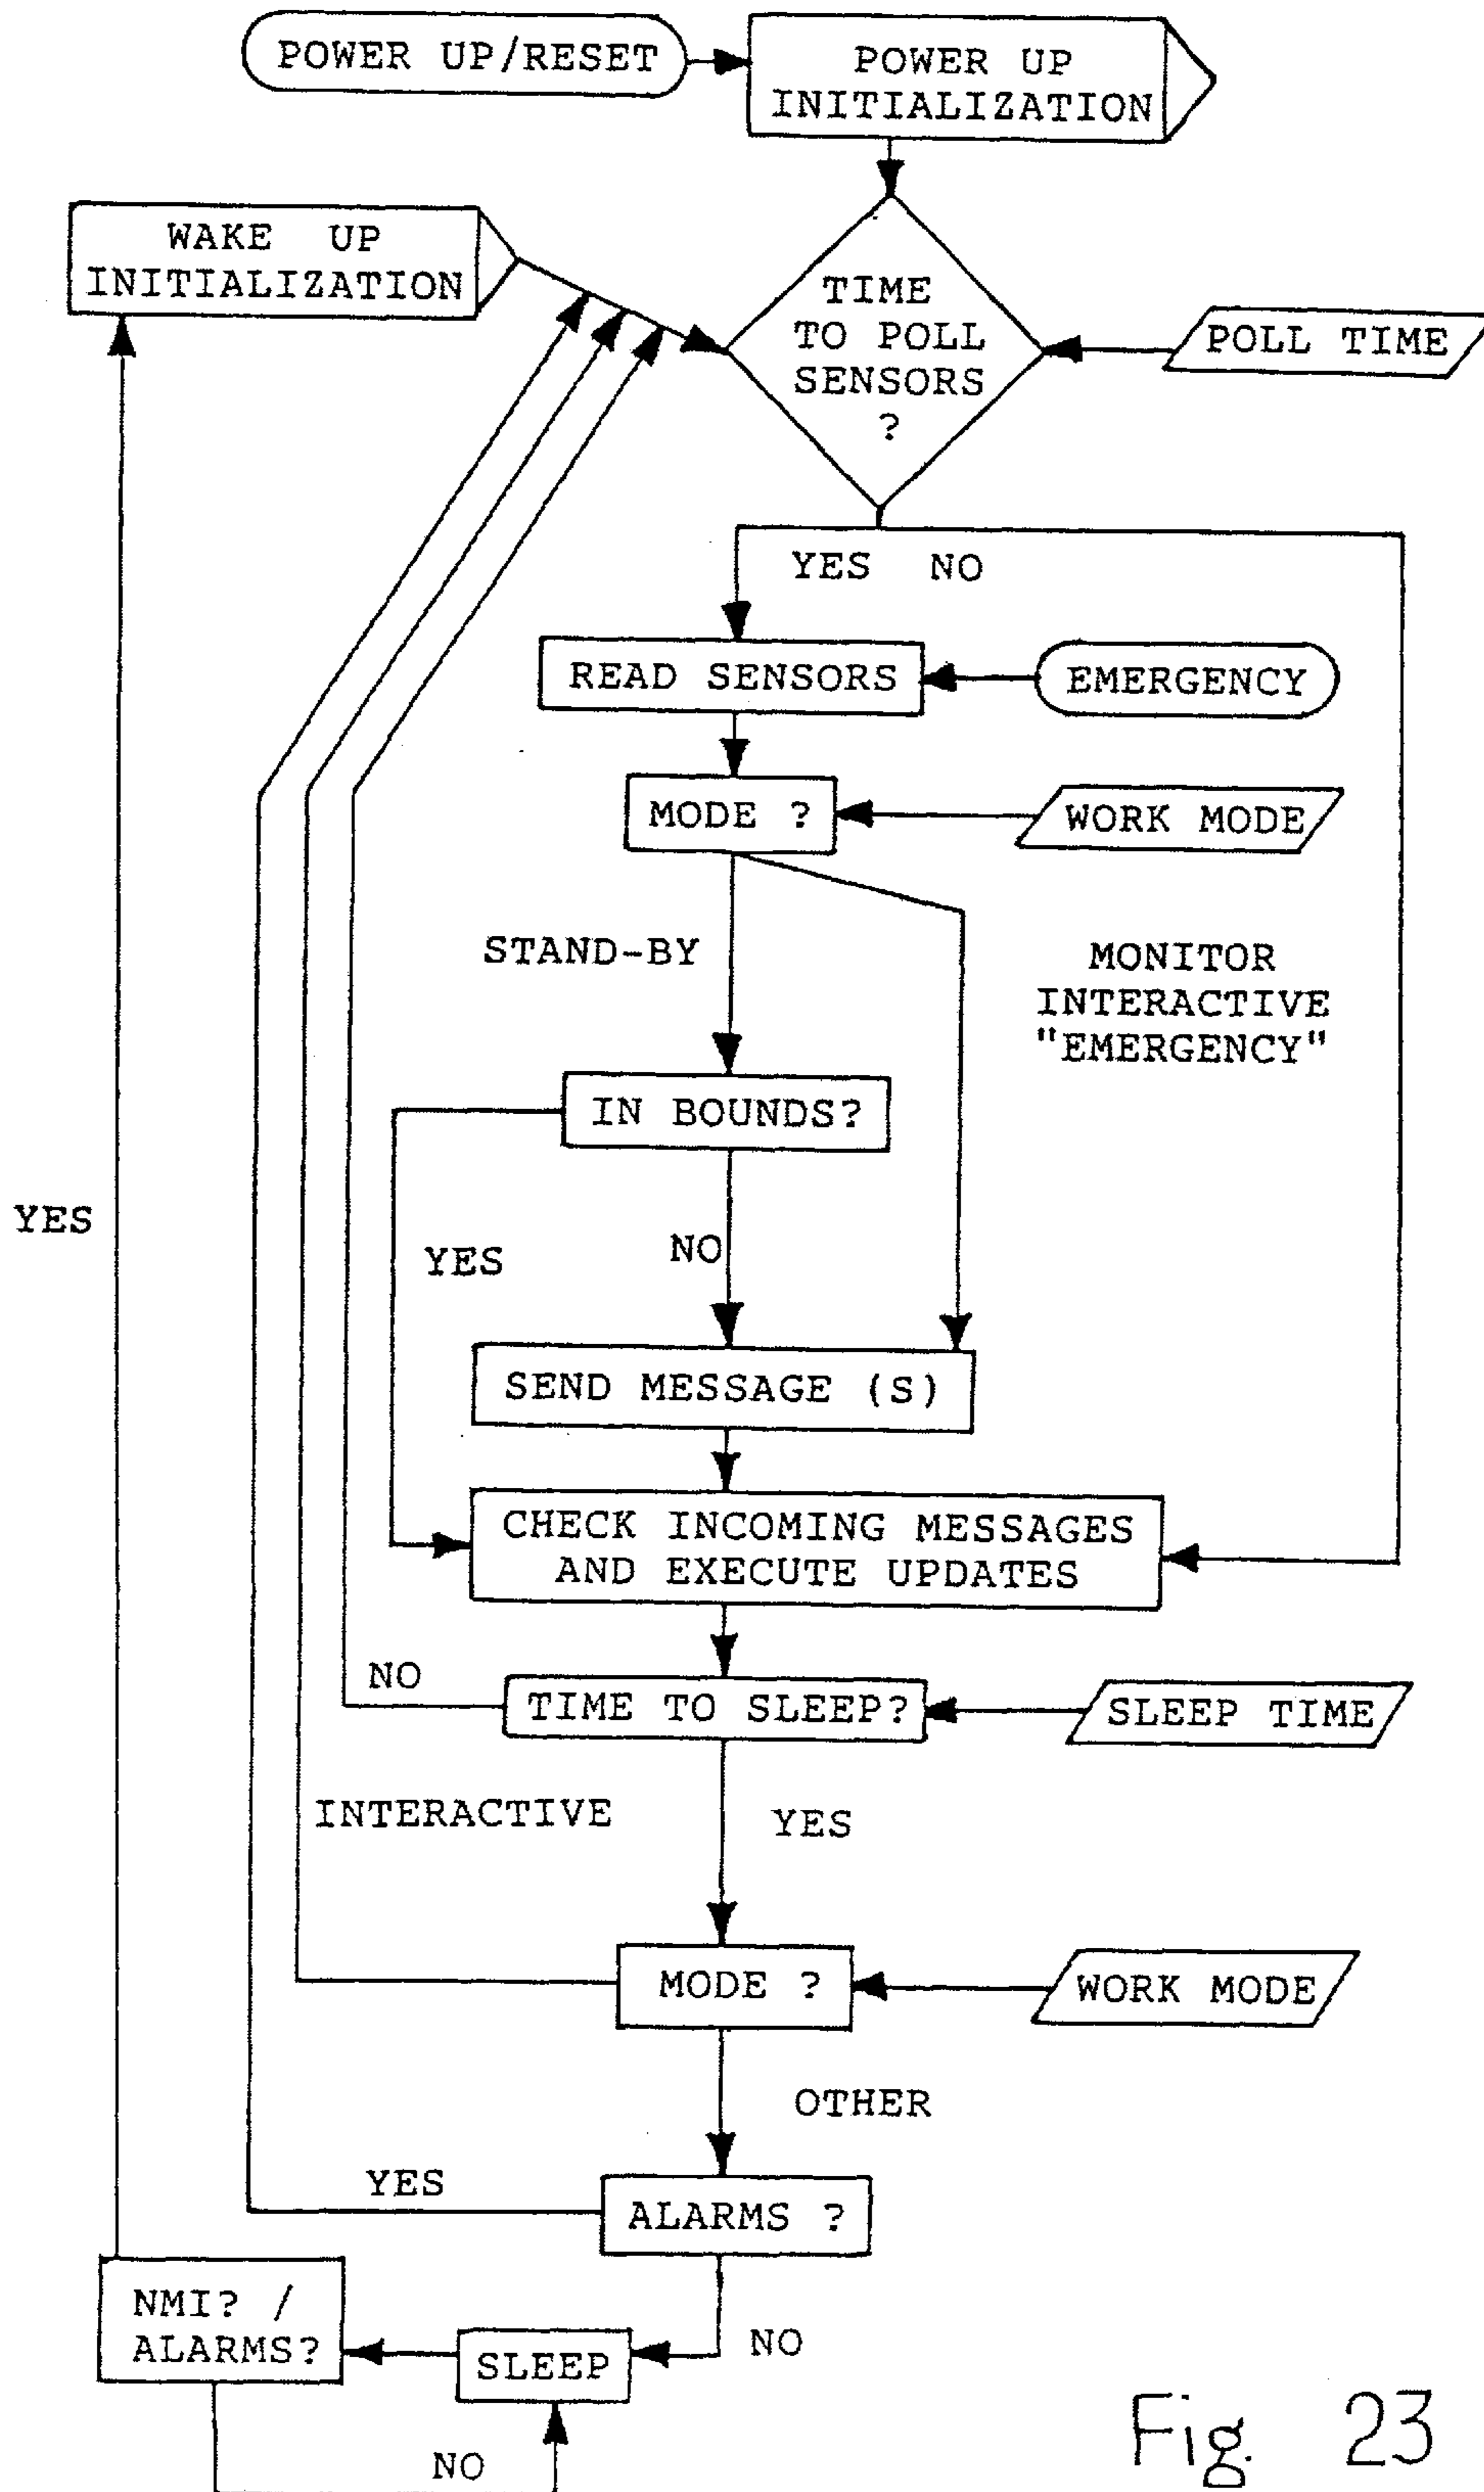 POWER UP/RESET
POWER UP
INITIALIZATION
WAKE UP
INITIALIZATION
TIME
TO POLL
SENSORS
?
POLL TIME
YES NO
READ SENSORS
EMERGENCY
MODE ?
WORK MODE
STAND-BY
MONITOR
INTERACTIVE
"EMERGENCY"
IN BOUNDS?
YES
YES
NO
SEND MESSAGE (S)
CHECK INCOMING MESSAGES
AND EXECUTE UPDATES
NO
TIME TO SLEEP?
SLEEP TIME
INTERACTIVE
YES
MODE ?
WORK MODE
OTHER
YES
ALARMS ?
NMI? /
ALARMS?
SLEEP
NO
NO
Fig. 23